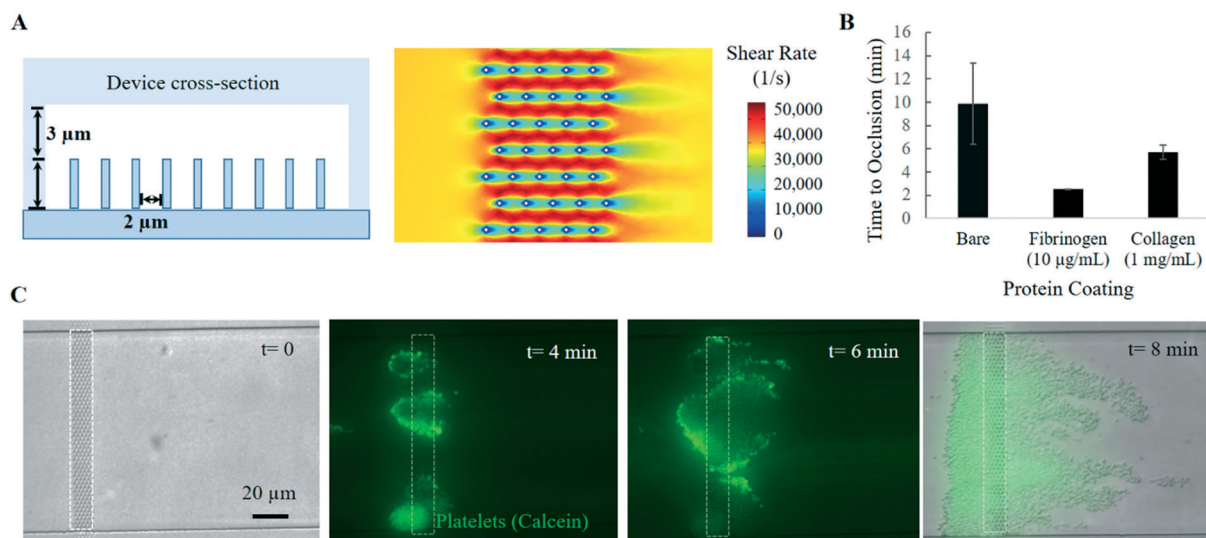 A
Device cross-section
3 µm
2 µm
Shear Rate
(1/s)
50,000
40,000
30,000
20,000
10,000
0
B
Time to Occlusion (min)
16
14
12
10
8
6
4
2
0
Bare
Fibrinogen
(10 µg/mL)
Collagen
(1 mg/mL)
Protein Coating
C
t= 0
20 µm
t= 4 min
Platelets (Calcein)
t= 6 min
t= 8 min